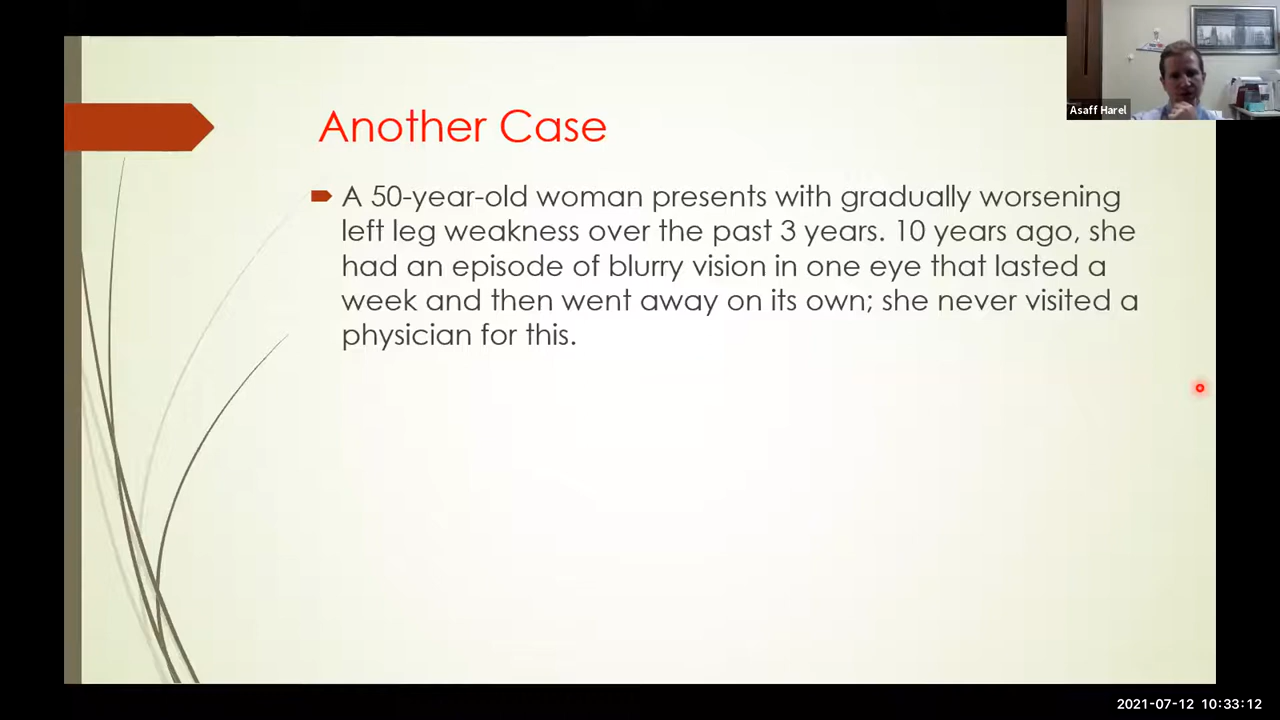 Asaff Harel
Another Case
A 50-year-old woman presents with gradually worsening
left leg weakness over the past 3 years. 10 years ago, she
had an episode of blurry vision in one eye that lasted a
week and then went away on its own; she never visited a
physician for this.
2021-07-12 10:33:12